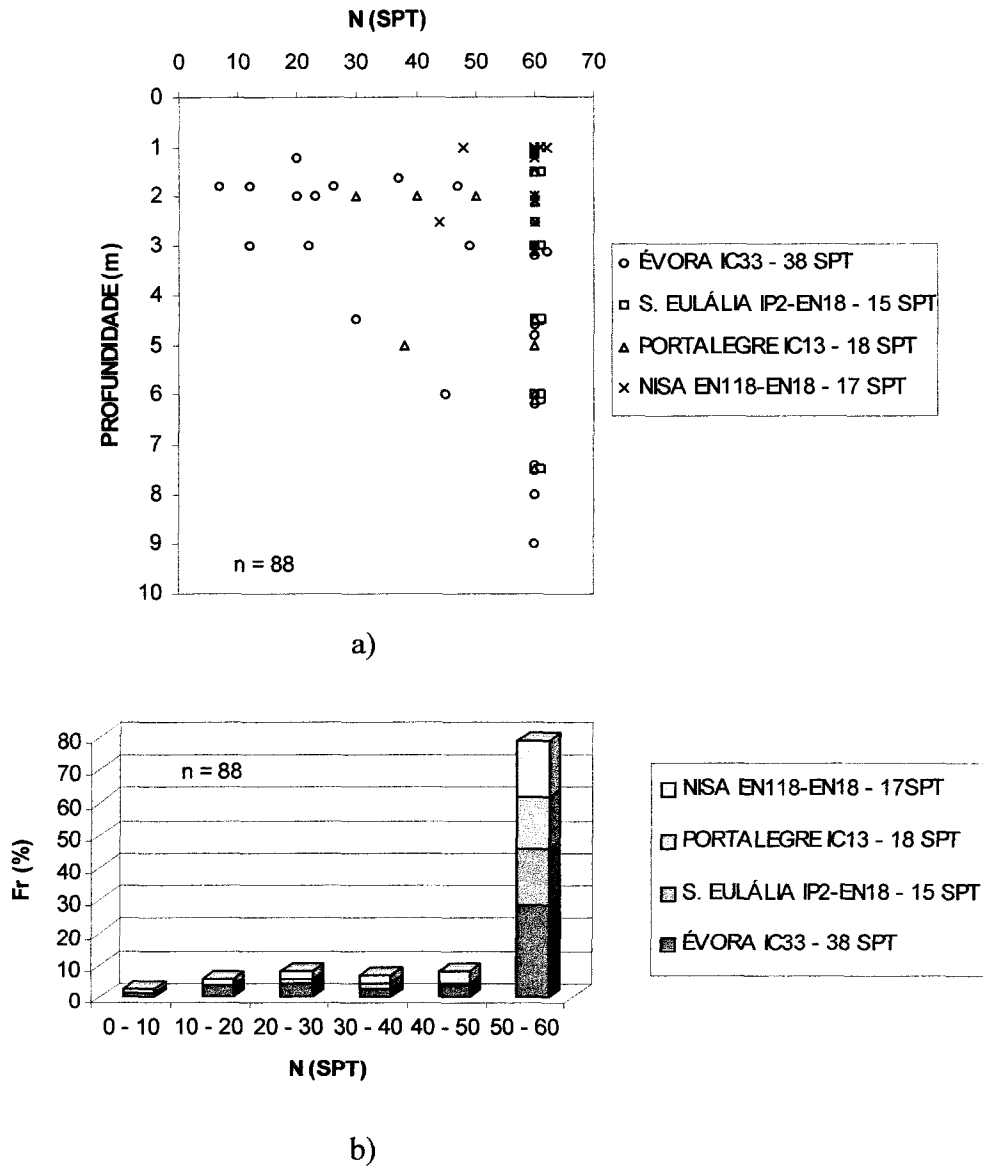 N (SPT)
0 10 20 30 40 50 60 70
PROFUNDIDADE (m)
0
1
2
3
4
5
6
7
8
9
10
n = 88
ÉVORA IC33 - 38 SPT
S. EULÁLIA IP2-EN18 - 15 SPT
PORTALEGRE IC13 - 18 SPT
NISA EN118-EN18 - 17 SPT
a)
Fr (%)
80
70
60
50
40
30
20
10
0
n = 88
0 - 10 10 - 20 20 - 30 30 - 40 40 - 50 50 - 60
N (SPT)
NISA EN118-EN18 - 17SPT
PORTALEGRE IC13 - 18 SPT
S. EULÁLIA IP2-EN18 - 15 SPT
ÉVORA IC33 - 38 SPT
b)